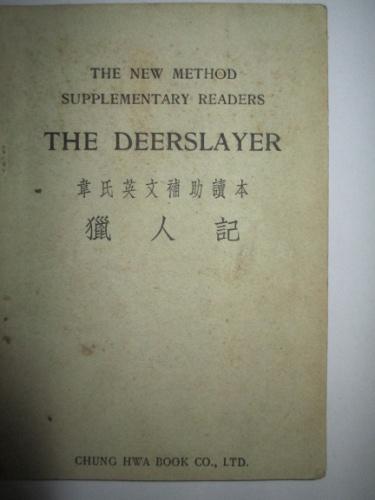 THE NEW METHOD
SUPPLEMENTARY READERS
THE DEERSLAYER
韋氏英文補助讀本
獵人記
CHUNG HWA BOOK CO., LTD.